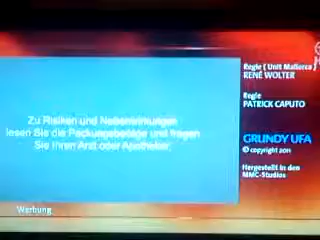 Zu Risiken und Nebenwirkungen
lesen Sie die Packungsbeilage und fragen
Sie Ihren Arzt oder Apotheker.
Werbung
Regie ( Unit Mallorca )
RENÉ WOLTER
Regie
PATRICK CAPUTO
GRUNDY UFA
© copyright 2011
Hergestellt in den
MMC-Studios